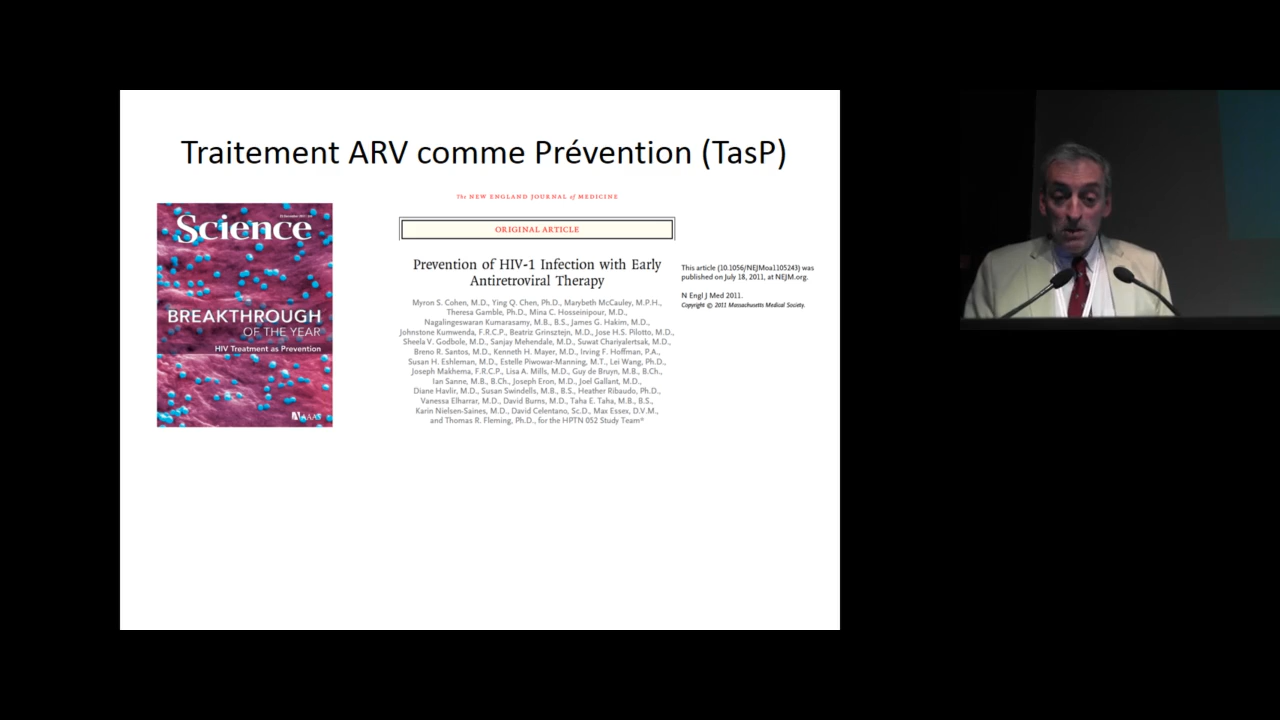 Traitement ARV comme Prévention (TasP)
Science
BREAKTHROUGH
OF THE YEAR
HIV Treatment as Prevention
AAAS
The NEW ENGLAND JOURNAL of MEDICINE
ORIGINAL ARTICLE
Prevention of HIV-1 Infection with Early
Antiretroviral Therapy
Myron S. Cohen, M.D., Ying Q. Chen, Ph.D., Marybeth McCauley, M.P.H.,
Theresa Gamble, Ph.D., Mina C. Hosseinipour, M.D.,
Nagalingeswaran Kumarasamy, M.B., B.S., James G. Hakim, M.D.,
Johnstone Kumwenda, F.R.C.P., Beatriz Grinsztejn, M.D., Jose H.S. Pilotto, M.D.,
Sheela V. Godbole, M.D., Sanjay Mehendale, M.D., Suwat Chariyalertsak, M.D.,
Breno R. Santos, M.D., Kenneth H. Mayer, M.D., Irving F. Hoffman, P.A.,
Susan H. Eshleman, M.D., Estelle Piwowar-Manning, M.T., Lei Wang, Ph.D.,
Joseph Makhema, F.R.C.P., Lisa A. Mills, M.D., Guy de Bruyn, M.B., B.Ch.,
Ian Sanne, M.B., B.Ch., Joseph Eron, M.D., Joel Gallant, M.D.,
Diane Havlir, M.D., Susan Swindells, M.B., B.S., Heather Ribaudo, Ph.D.,
Vanessa Elharrar, M.D., David Burns, M.D., Taha E. Taha, M.B., B.S.,
Karin Nielsen-Saines, M.D., David Celentano, Sc.D., Max Essex, D.V.M.,
and Thomas R. Fleming, Ph.D., for the HPTN 052 Study Team*
This article (10.1056/NEJMoa1105243) was
published on July 18, 2011, at NEJM.org.
N Engl J Med 2011.
Copyright © 2011 Massachusetts Medical Society.